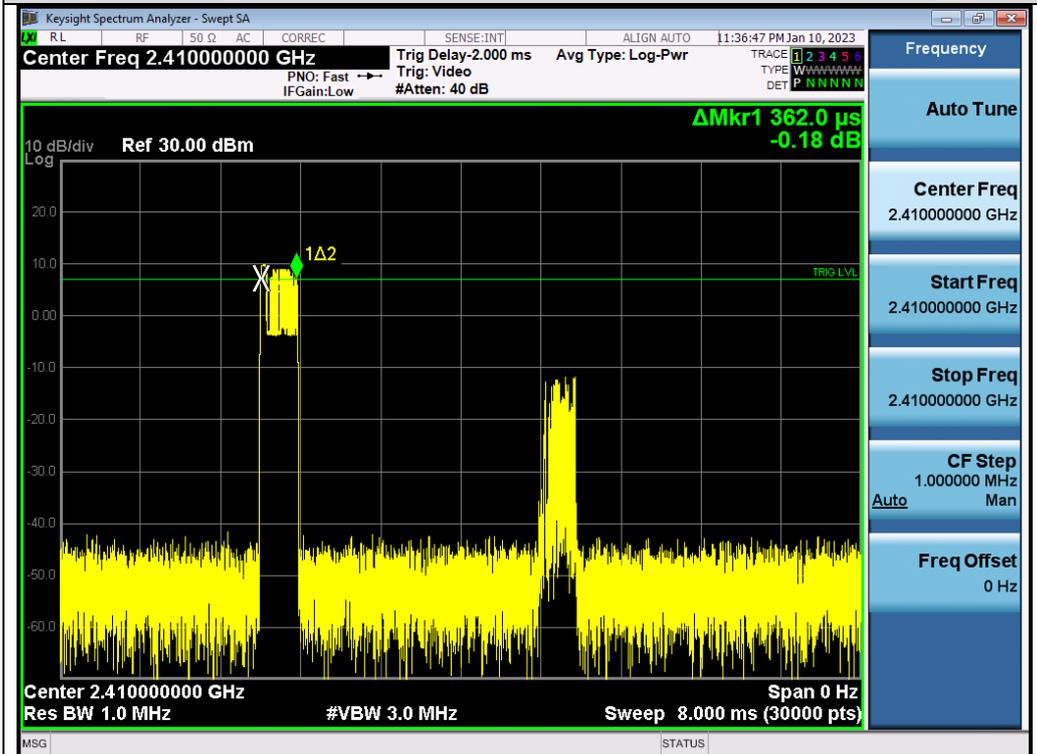 Keysight Spectrum Analyzer - Swept SA
LXI RL RF 50 Ω AC CORREC SENSE:INT ALIGN AUTO 11:36:47 PM Jan 10, 2023
Center Freq 2.410000000 GHz
PNO: Fast
IFGain:Low
Trig Delay-2.000 ms
Trig: Video
#Atten: 40 dB
Avg Type: Log-Pwr
TRACE 1 2 3 4 5 6
TYPE WWWWWW
DET P N N N N N
Frequency
Auto Tune
Center Freq
2.410000000 GHz
Start Freq
2.410000000 GHz
Stop Freq
2.410000000 GHz
CF Step
1.000000 MHz
Auto Man
Freq Offset
0 Hz
ΔMkr1 362.0 µs
-0.18 dB
10 dB/div Ref 30.00 dBm
Log
20.0
1Δ2
10.0
TRIG LVL
0.00
-10.0
-20.0
-30.0
-40.0
-50.0
-60.0
Center 2.410000000 GHz Span 0 Hz
Res BW 1.0 MHz #VBW 3.0 MHz Sweep 8.000 ms (30000 pts)
MSG STATUS